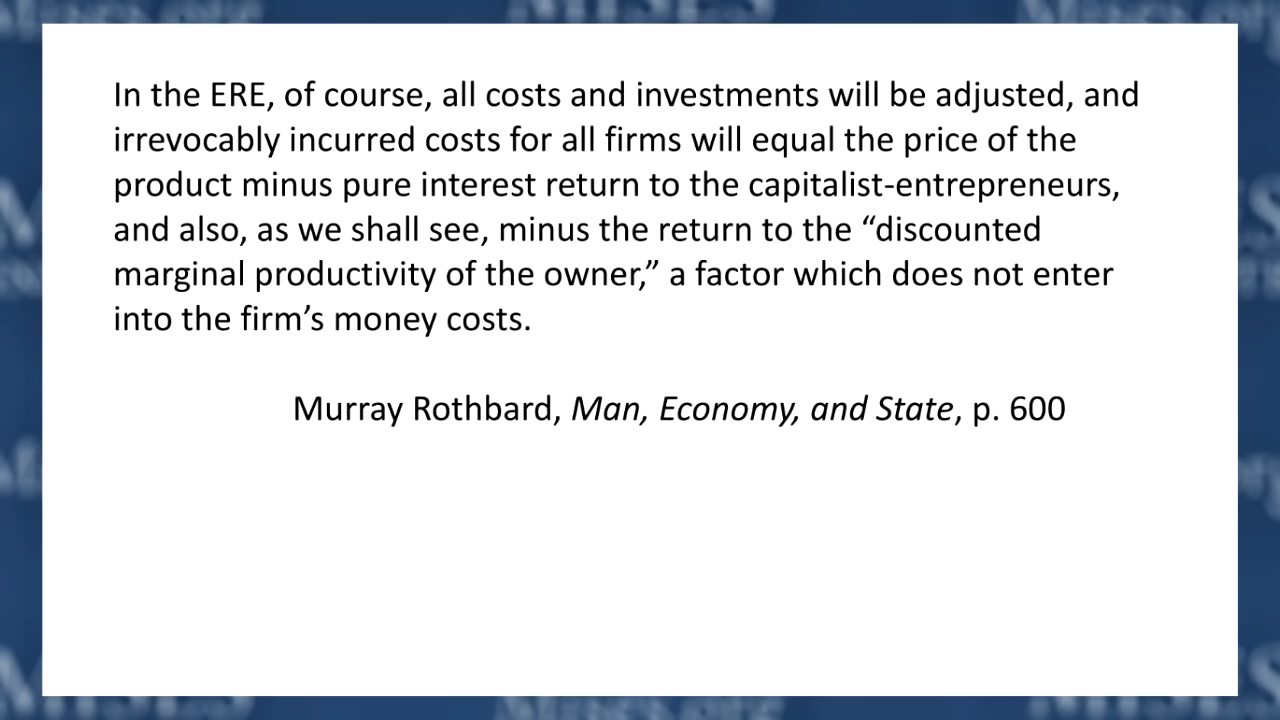 In the ERE, of course, all costs and investments will be adjusted, and
irrevocably incurred costs for all firms will equal the price of the
product minus pure interest return to the capitalist-entrepreneurs,
and also, as we shall see, minus the return to the “discounted
marginal productivity of the owner,” a factor which does not enter
into the firm’s money costs.
Murray Rothbard, Man, Economy, and State, p. 600